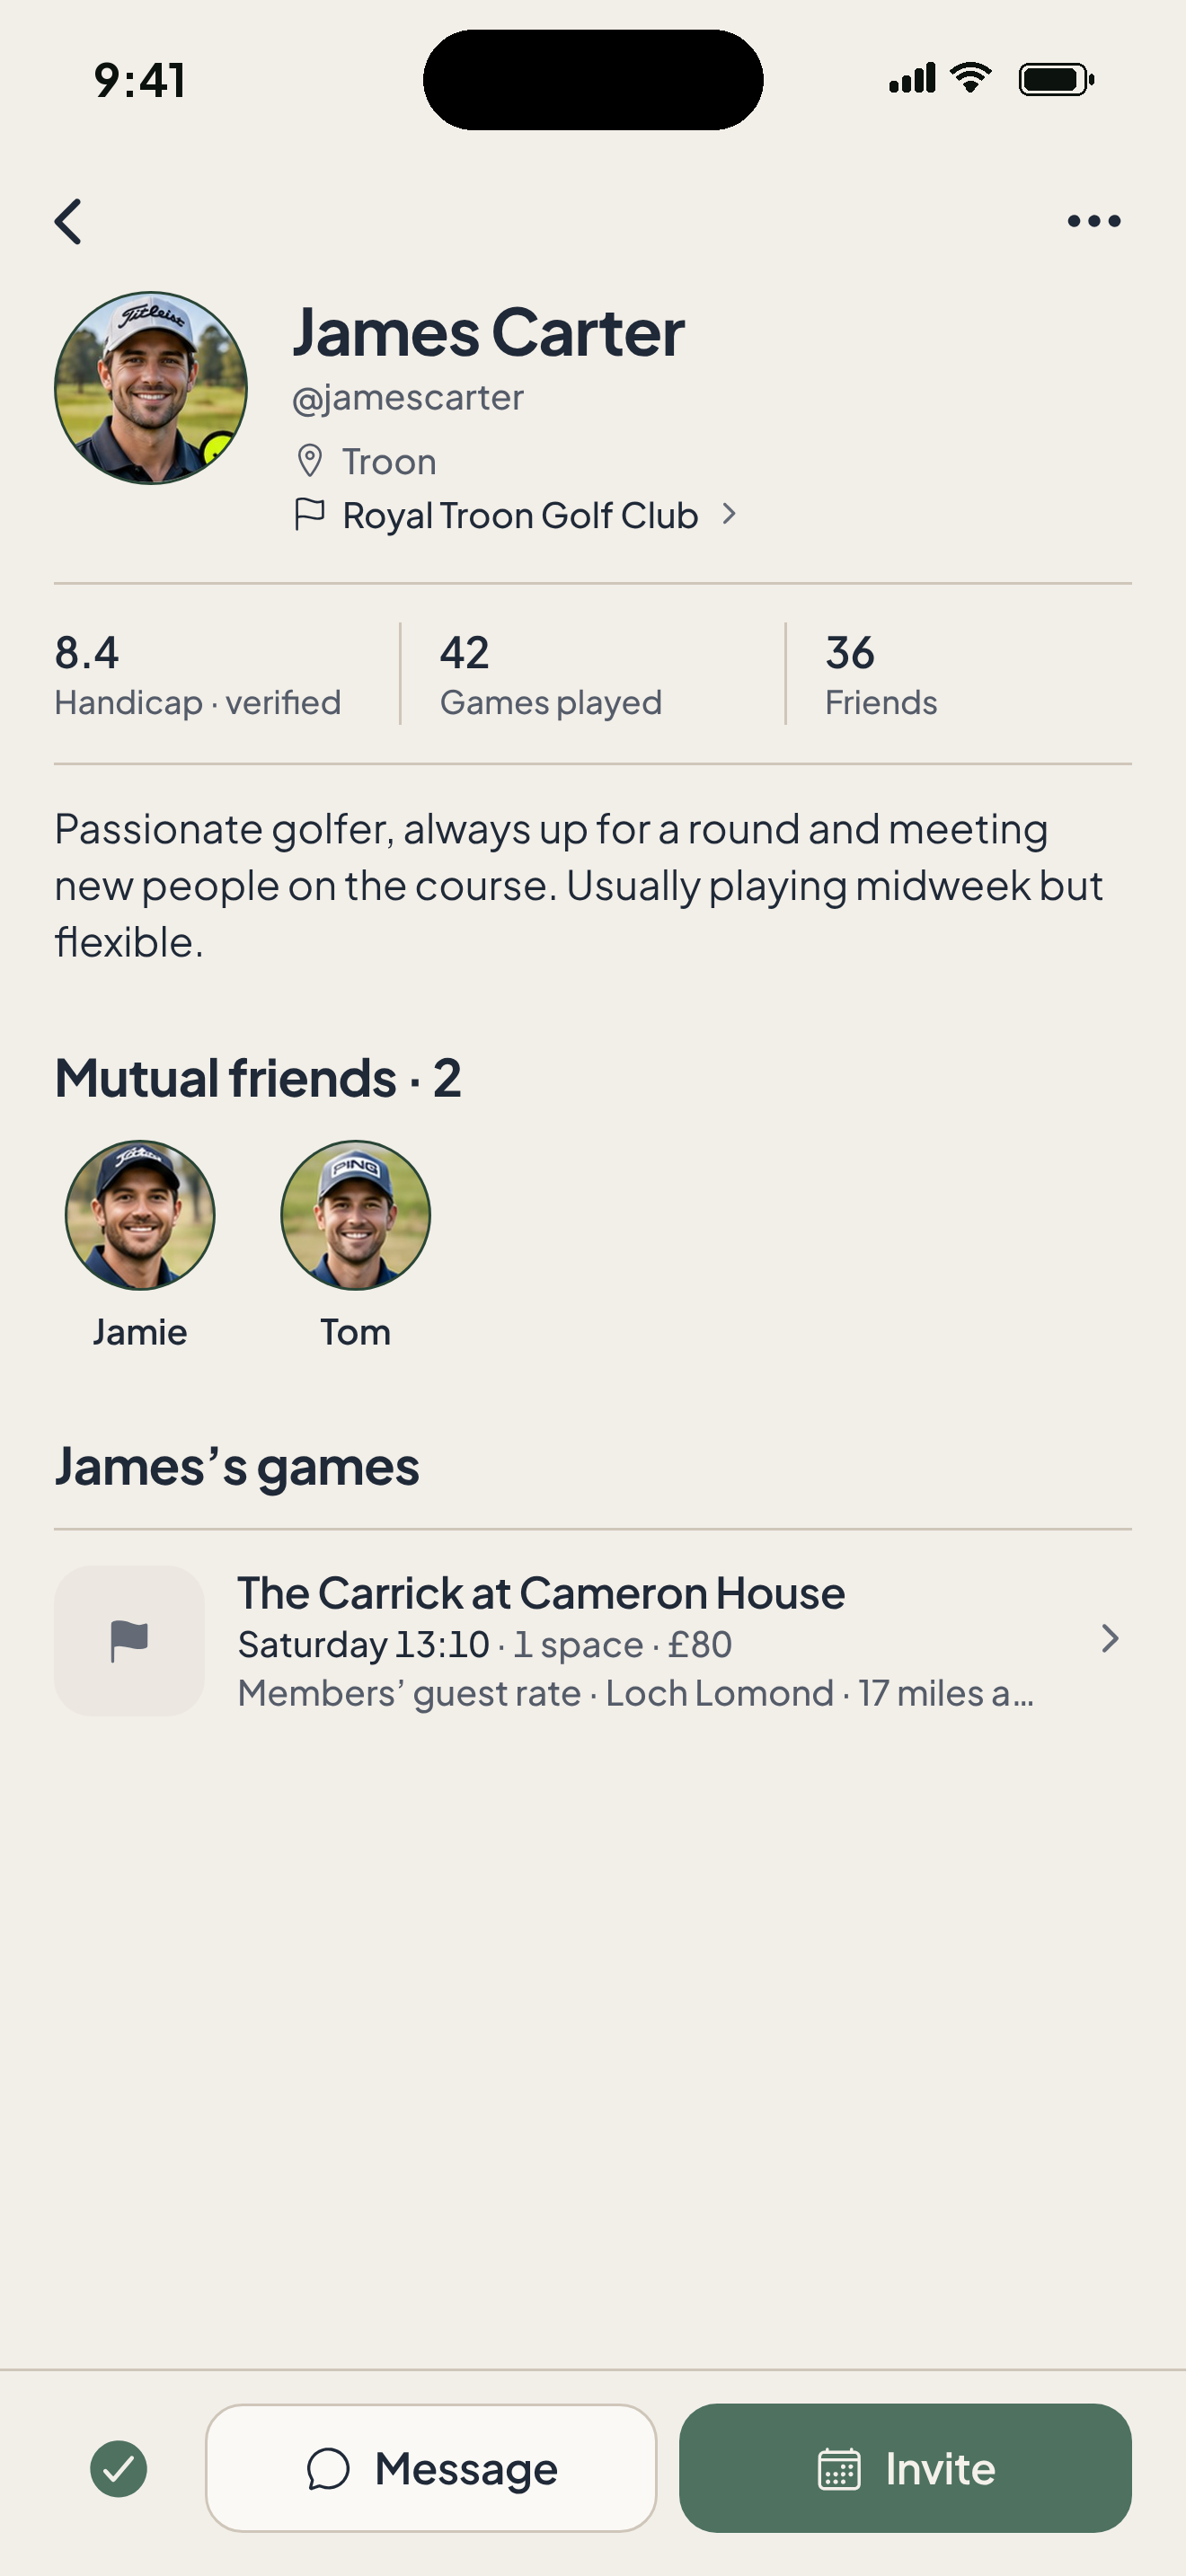 9:41
Titleist
James Carter
@jamescarter
Troon
Royal Troon Golf Club
8.4
Handicap · verified
42
Games played
36
Friends
Passionate golfer, always up for a round and meeting
new people on the course. Usually playing midweek but
flexible.
Mutual friends · 2
PING
Jamie
Tom
James’s games
The Carrick at Cameron House
Saturday 13:10 · 1 space · £80
Members’ guest rate · Loch Lomond · 17 miles a...
Message
Invite